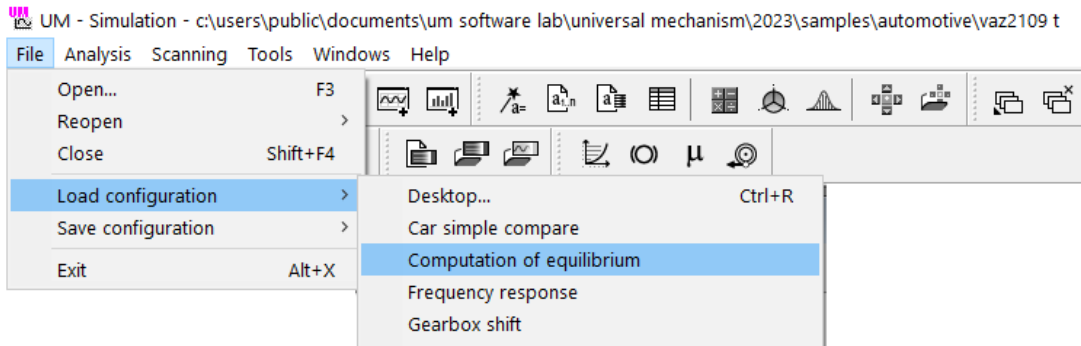 UM - Simulation - c:\users\public\documents\um software lab\universal mechanism\2023\samples\automotive\vaz2109 t
File Analysis Scanning Tools Windows Help
Open... F3
Reopen
Close Shift+F4
Load configuration
Save configuration
Exit Alt+X
a=
a1..n
a
μ
Desktop... Ctrl+R
Car simple compare
Computation of equilibrium
Frequency response
Gearbox shift